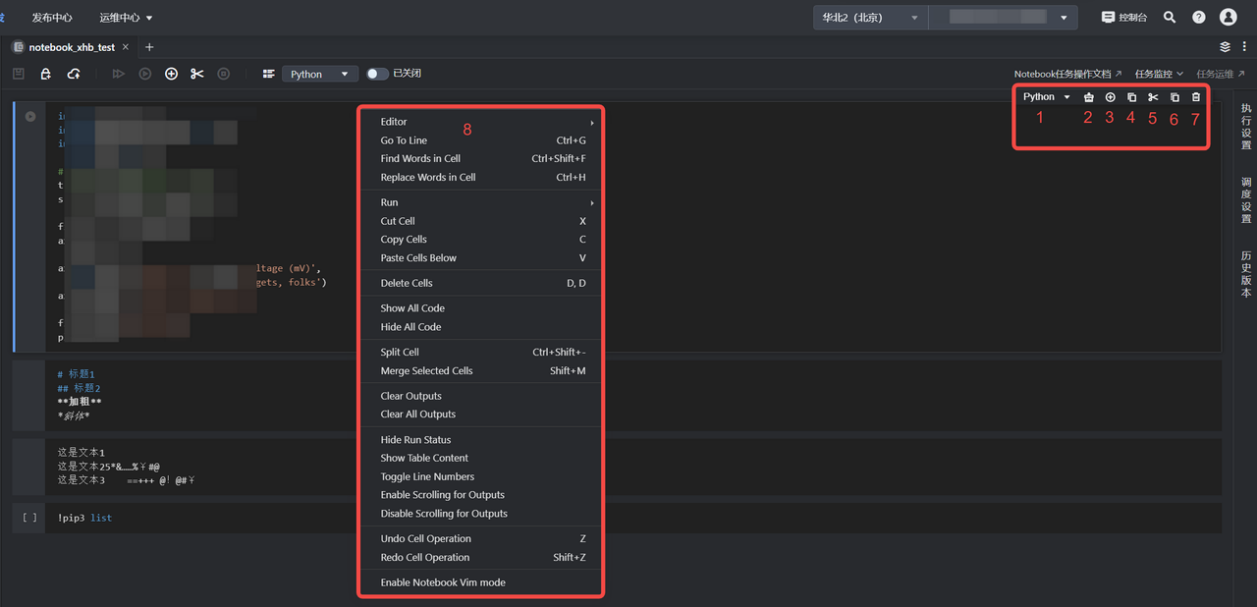 发布中心 运维中心 华北2（北京） 控制台
notebook_xhb_test
Python 已关闭 Notebook任务操作文档 任务监控 任务运维
Python
1 2 3 4 5 6 7
执行设置
调度设置
历史版本
8
Editor
Go To Line Ctrl+G
Find Words in Cell Ctrl+Shift+F
Replace Words in Cell Ctrl+H
Run
Cut Cell X
Copy Cells C
Paste Cells Below V
Delete Cells D, D
Show All Code
Hide All Code
Split Cell Ctrl+Shift+-
Merge Selected Cells Shift+M
Clear Outputs
Clear All Outputs
Hide Run Status
Show Table Content
Toggle Line Numbers
Enable Scrolling for Outputs
Disable Scrolling for Outputs
Undo Cell Operation Z
Redo Cell Operation Shift+Z
Enable Notebook Vim mode
ltage (mV)',
gets, folks')
# 标题1
## 标题2
**加粗**
*斜体*
这是文本1
这是文本25*&……%￥#@
这是文本3 ==+++ @! @#￥
[ ] !pip3 list